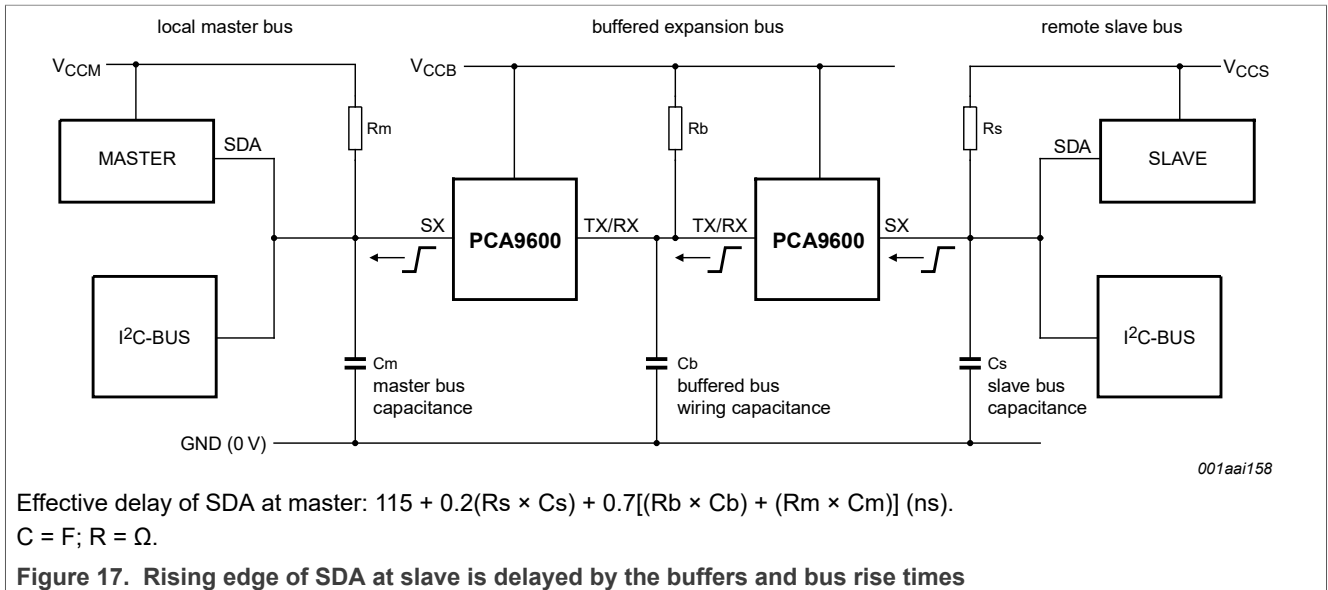 local master bus
buffered expansion bus
remote slave bus
VCCM
VCCB
VCCS
Rm
Rb
Rs
MASTER
SDA
SDA
SLAVE
SX
PCA9600
TX/RX
TX/RX
PCA9600
SX
I2C-BUS
I2C-BUS
Cm
master bus
capacitance
Cb
buffered bus
wiring capacitance
Cs
slave bus
capacitance
GND (0 V)
001aai158
Effective delay of SDA at master: 115 + 0.2(Rs × Cs) + 0.7[(Rb × Cb) + (Rm × Cm)] (ns).
C = F; R = Ω.
Figure 17. Rising edge of SDA at slave is delayed by the buffers and bus rise times